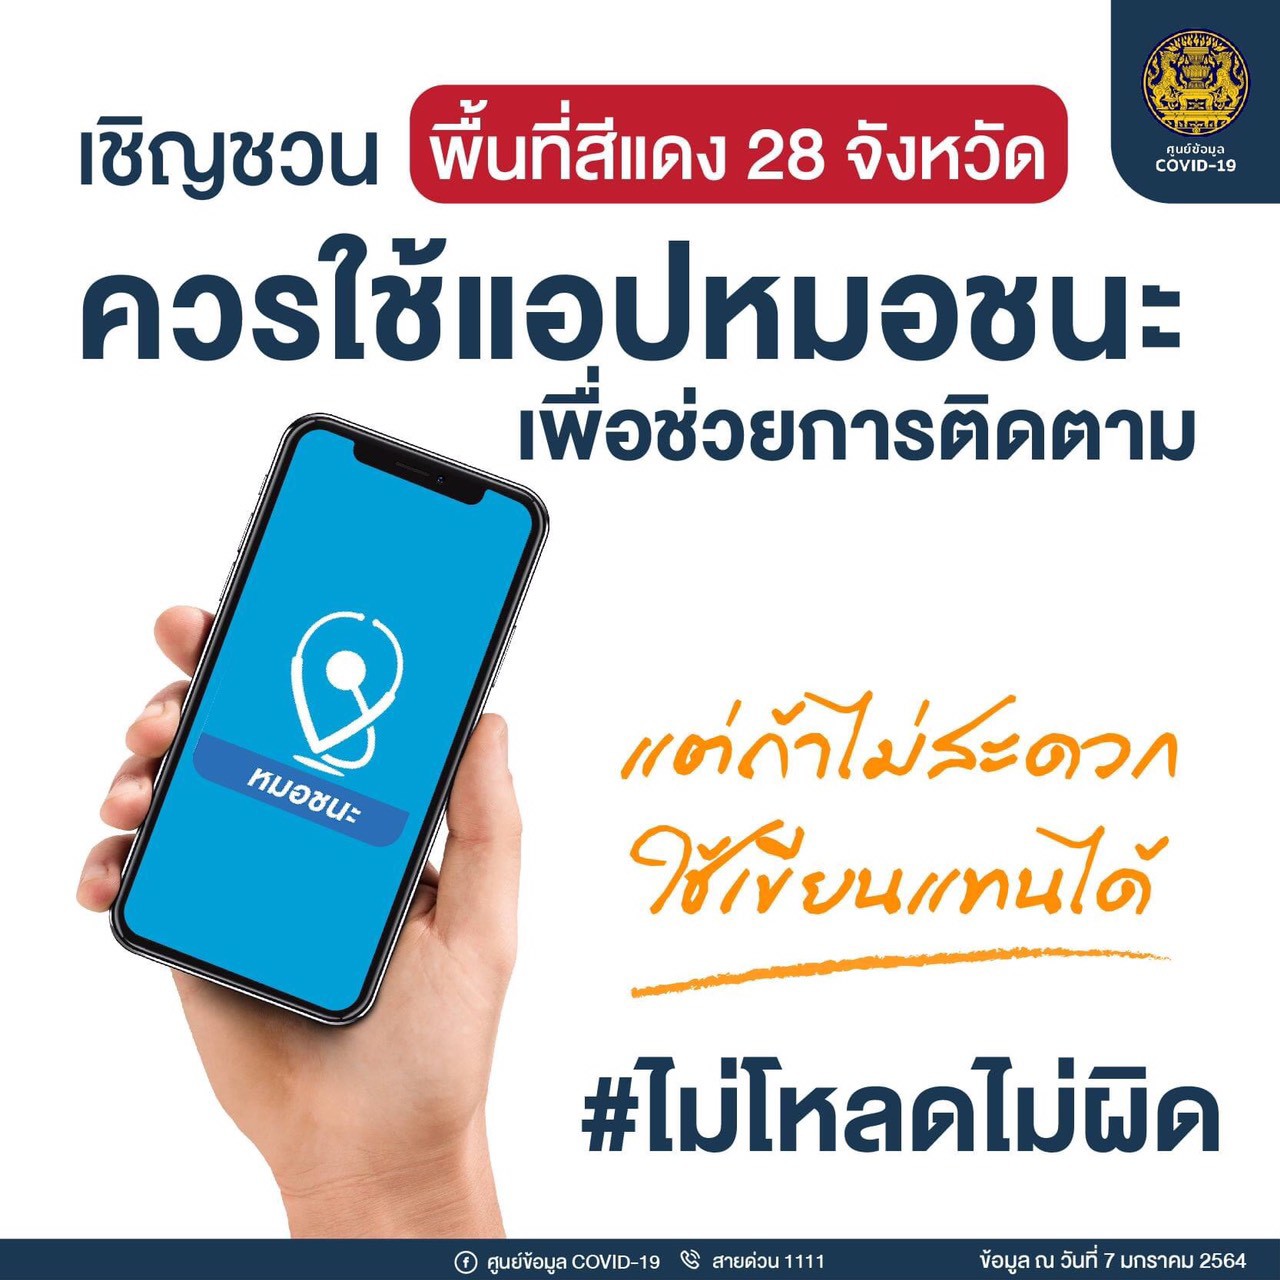 ศูนย์ข้อมูล
COVID-19
เชิญชวน พื้นที่สีแดง 28 จังหวัด
ควรใช้แอปหมอชนะ
เพื่อช่วยการติดตาม
หมอชนะ
แต่ถ้าไม่สะดวก
ใช้เขียนแทนได้
#ไม่โหลดไม่ผิด
ศูนย์ข้อมูล COVID-19 สายด่วน 1111 ข้อมูล ณ วันที่ 7 มกราคม 2564